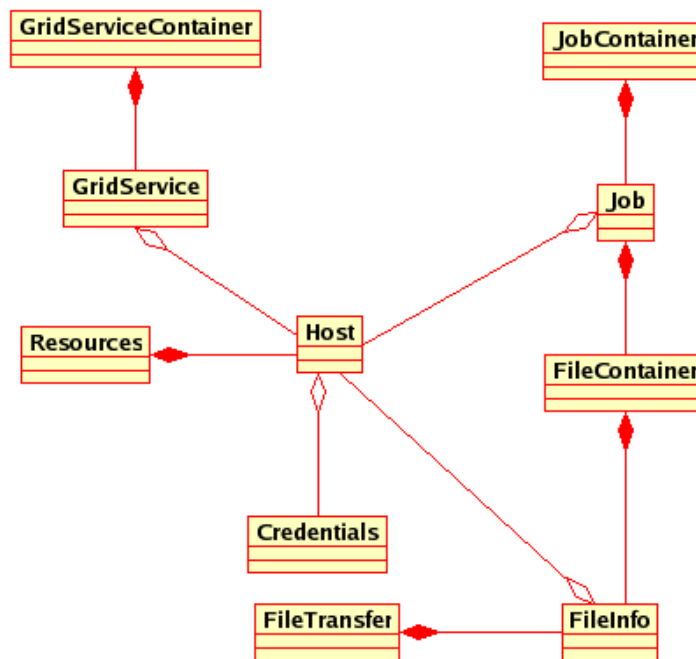 GridServiceContainer
JobContainer
GridService
Job
Host
Resources
FileContainer
Credentials
FileTransfer
FileInfo